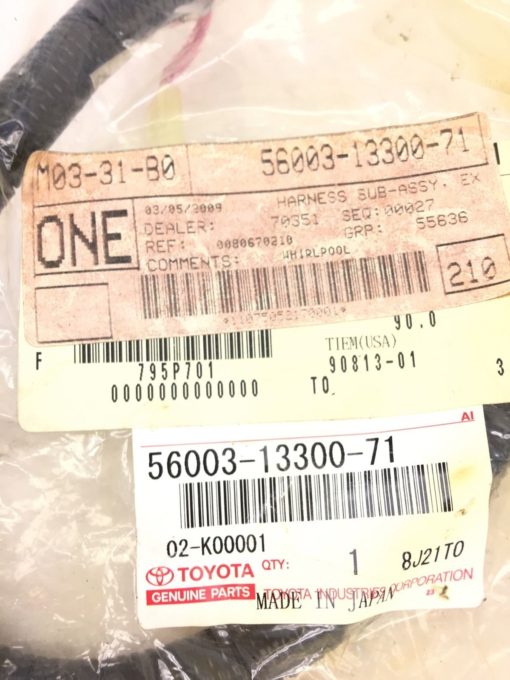 M03-31-B0 56003-13300-71
ONE
03/05/2009 HARNESS SUB-ASSY, EX
DEALER: 70351 SEQ:00027
REF: 0080670210 GRP: 55636
COMMENTS: WHIRLPOOL
210
*11075052170001*
90.0
TIEM(USA)
F 795P701 90813-01 3
0000000000000 TO
AI
56003-13300-71
02-K00001
QTY: 1 8J21T0
TOYOTA
GENUINE PARTS TOYOTA INDUSTRIES CORPORATION
MADE IN JAPAN 23